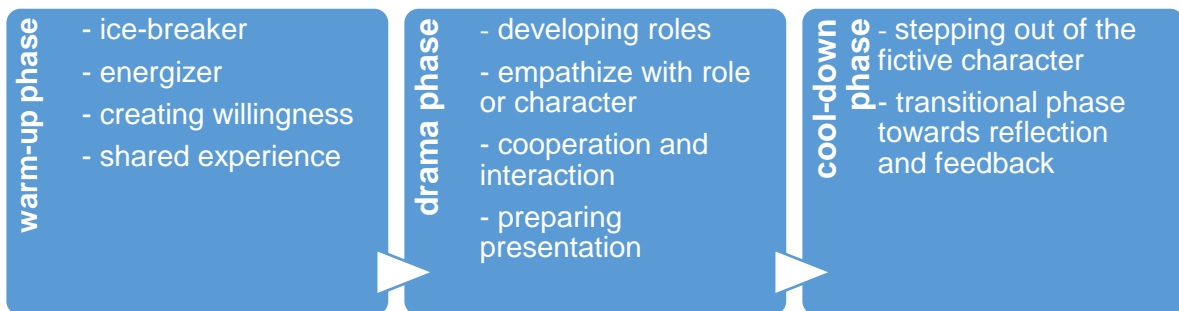 warm-up phase
- ice-breaker
- energizer
- creating willingness
- shared experience
drama phase
- developing roles
- empathize with role
or character
- cooperation and
interaction
- preparing
presentation
cool-down
phase
- stepping out of the
fictive character
- transitional phase
towards reflection
and feedback